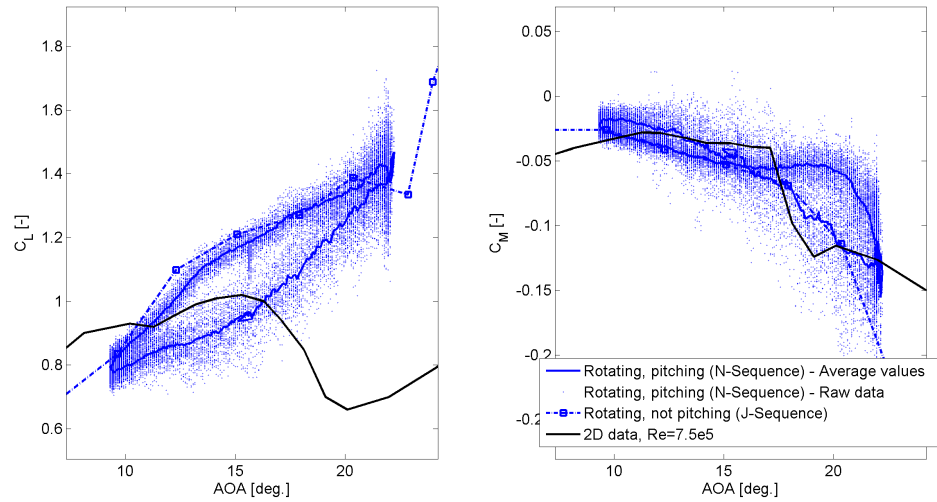 1.8
1.6
1.4
1.2
1
0.8
0.6
C_L [-]
10
15
20
AOA [deg.]
0.05
0
-0.05
-0.1
-0.15
-0.2
C_M [-]
10
15
20
AOA [deg.]
Rotating, pitching (N-Sequence) - Average values
Rotating, pitching (N-Sequence) - Raw data
Rotating, not pitching (J-Sequence)
2D data, Re=7.5e5